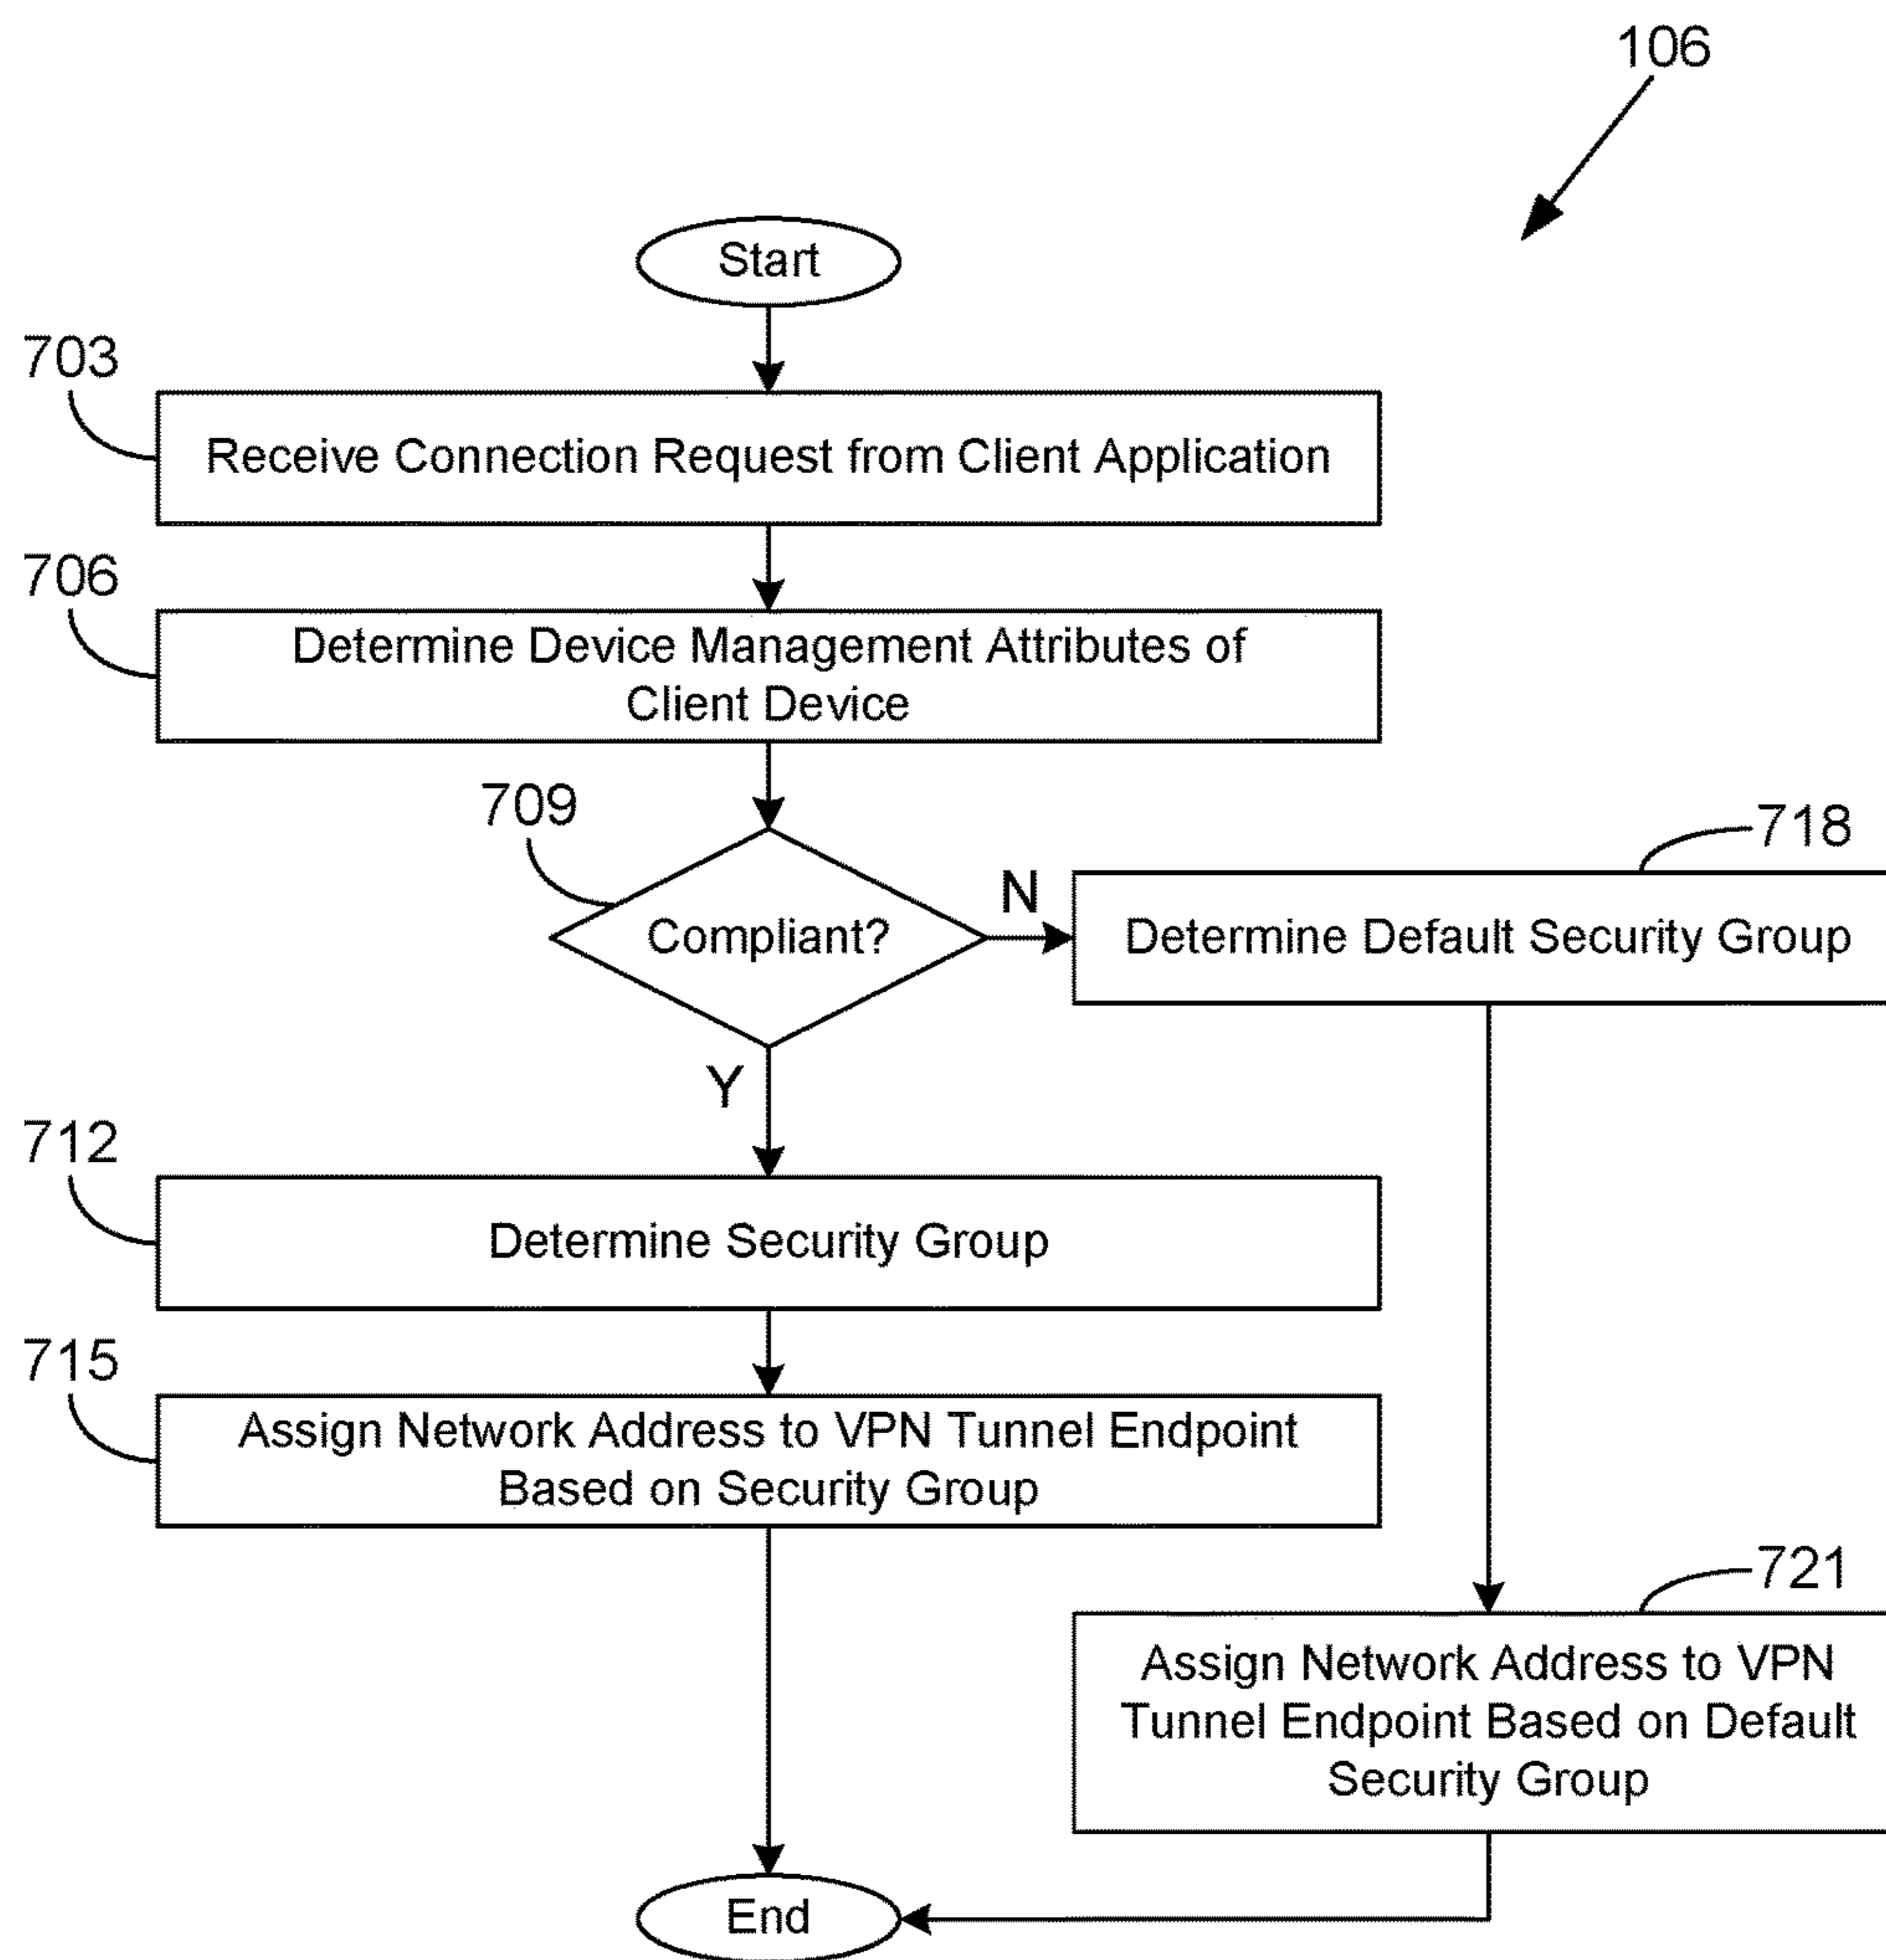 106
Start
703
Receive Connection Request from Client Application
706
Determine Device Management Attributes of
Client Device
709
Compliant?
N
718
Determine Default Security Group
Y
712
Determine Security Group
715
Assign Network Address to VPN Tunnel Endpoint
Based on Security Group
721
Assign Network Address to VPN
Tunnel Endpoint Based on Default
Security Group
End